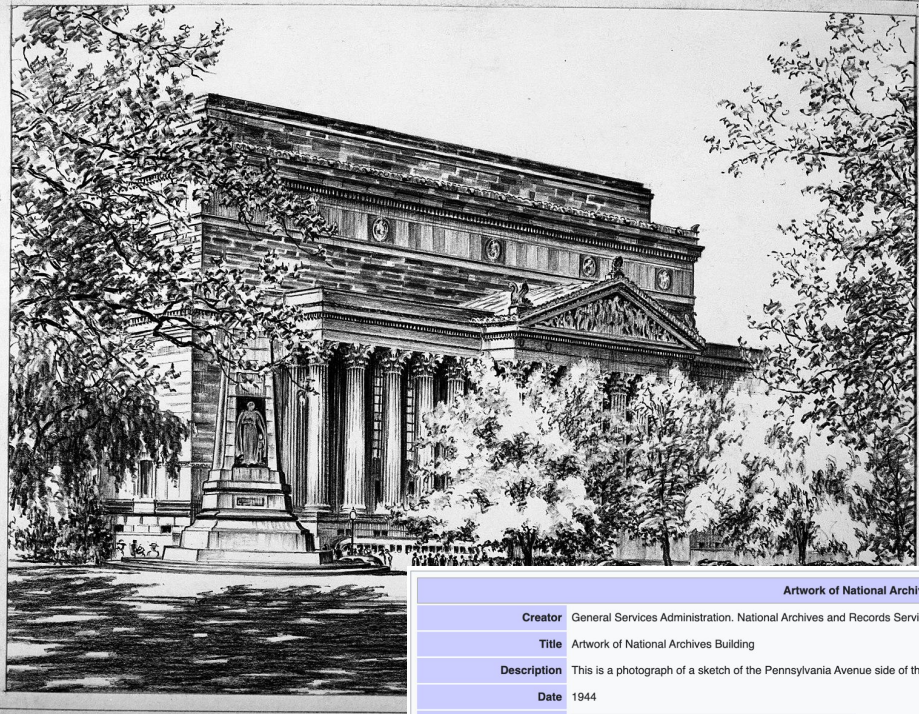 Artwork of National Archi
Creator General Services Administration. National Archives and Records Servi
Title Artwork of National Archives Building
Description This is a photograph of a sketch of the Pennsylvania Avenue side of th
Date 1944